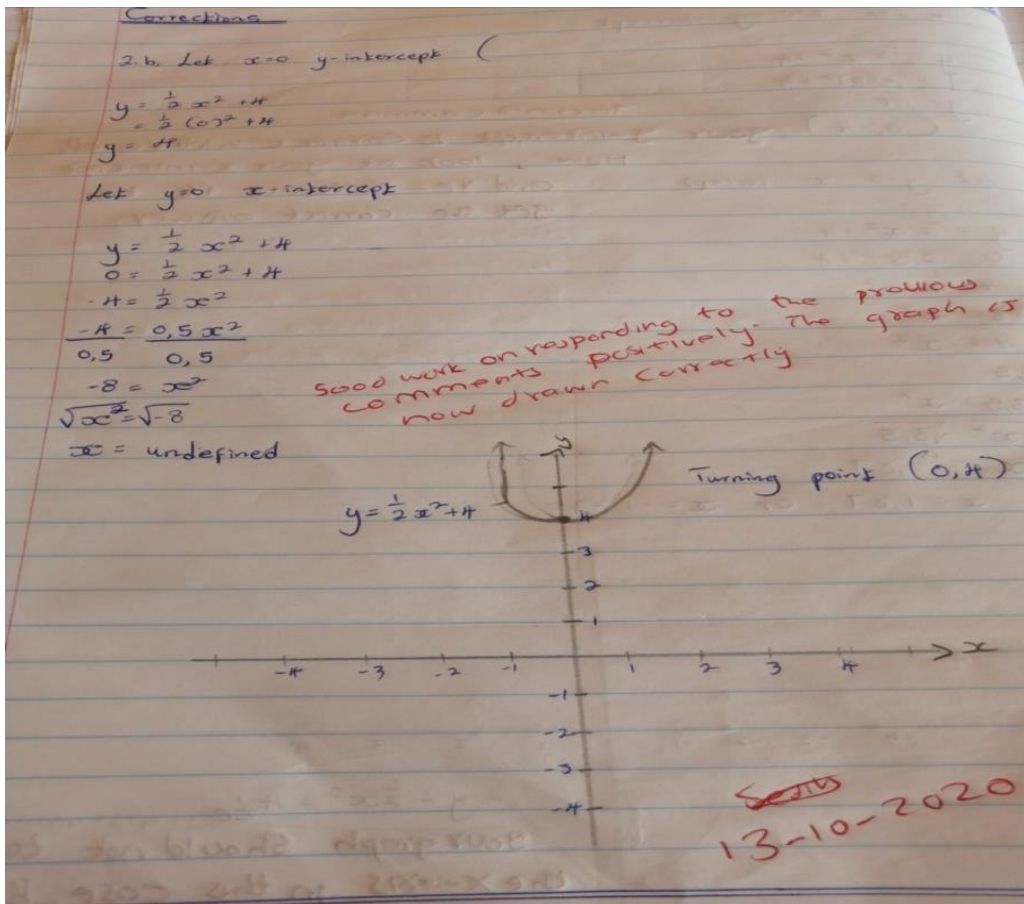 Corrections
2.b. Let x=0 y-intercept (
y = 1/2 x² + 4
= 1/2 (0)² + 4
y = 4
Let y=0 x-intercept
y = 1/2 x² + 4
0 = 1/2 x² + 4
-4 = 1/2 x²
-4/0,5 = 0,5x²/0,5
-8 = x²
√x² = √-8
x = undefined
Good work on responding to the previous
comments positively. The graph is
now drawn correctly
y
Turning point (0,4)
y = 1/2 x² + 4
4
3
2
1
-4 -3 -2 -1 1 2 3 4 x
-1
-2
-3
-4
13-10-2020